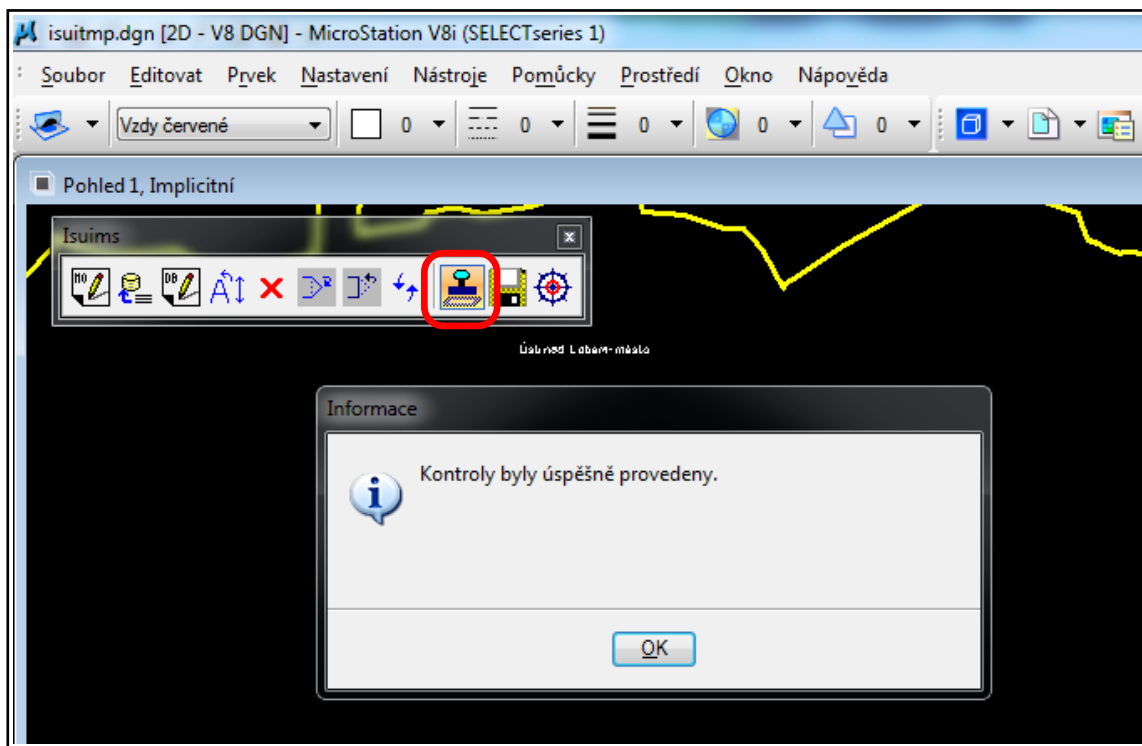 isuitmp.dgn [2D - V8 DGN] - MicroStation V8i (SELECTseries 1)
Soubor Editovat Prvek Nastavení Nástroje Pomůcky Prostředí Okno Nápověda
Vzdy červené 0 0 0 0 0
Pohled 1, Implicitní
Isuims
MO DB A
Ústí nad Labem-město
Informace
Kontroly byly úspěšně provedeny.
OK